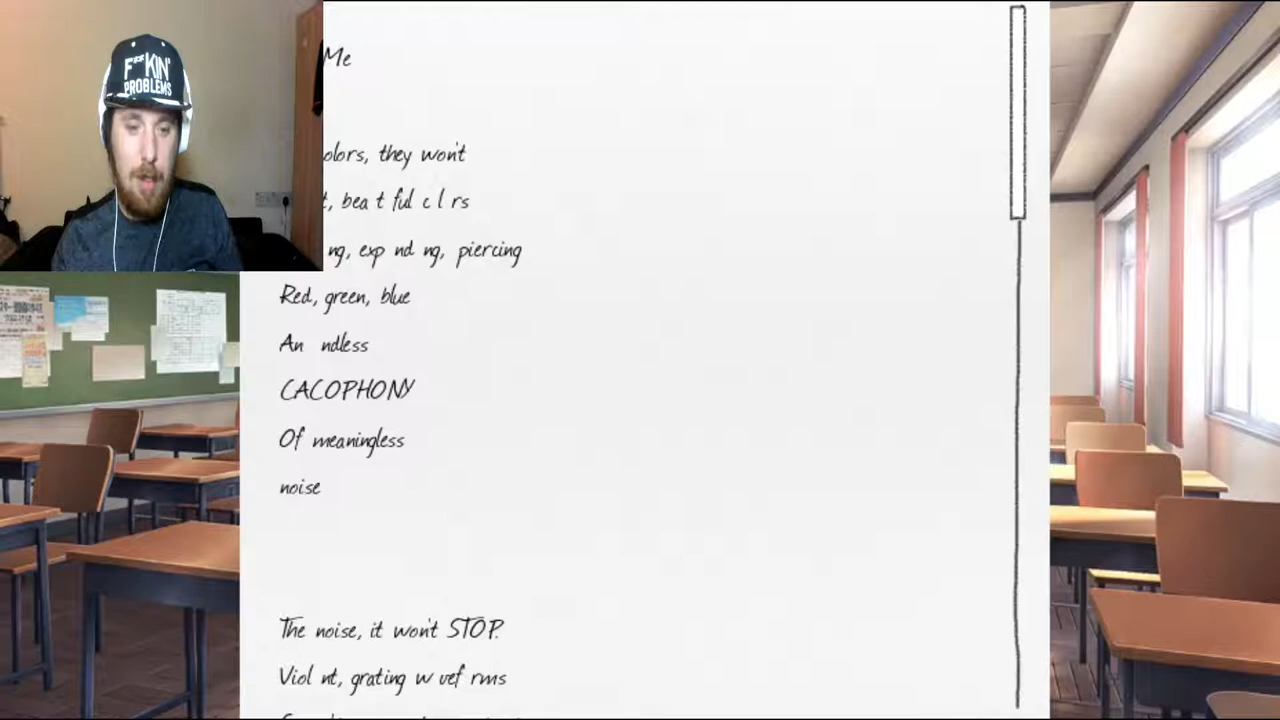 F**KIN'
PROBLEMS
Me
olors, they won't
t, bea t ful c l rs
ng, exp nd ng, piercing
Red, green, blue
An  ndless
CACOPHONY
Of meaningless
noise
The noise, it won't STOP.
Viol nt, grating w vef rms